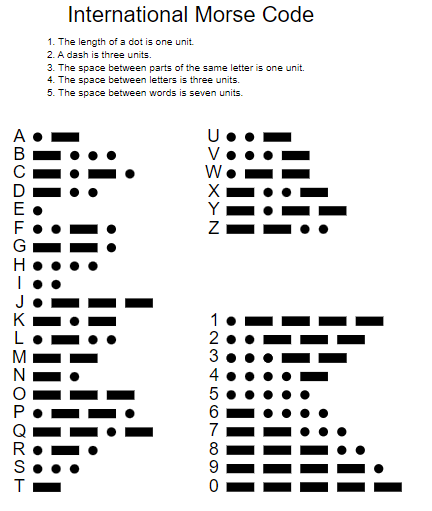 International Morse Code
1. The length of a dot is one unit.
2. A dash is three units.
3. The space between parts of the same letter is one unit.
4. The space between letters is three units.
5. The space between words is seven units.
A
B
C
D
E
F
G
H
I
J
K
L
M
N
O
P
Q
R
S
T
U
V
W
X
Y
Z
1
2
3
4
5
6
7
8
9
0